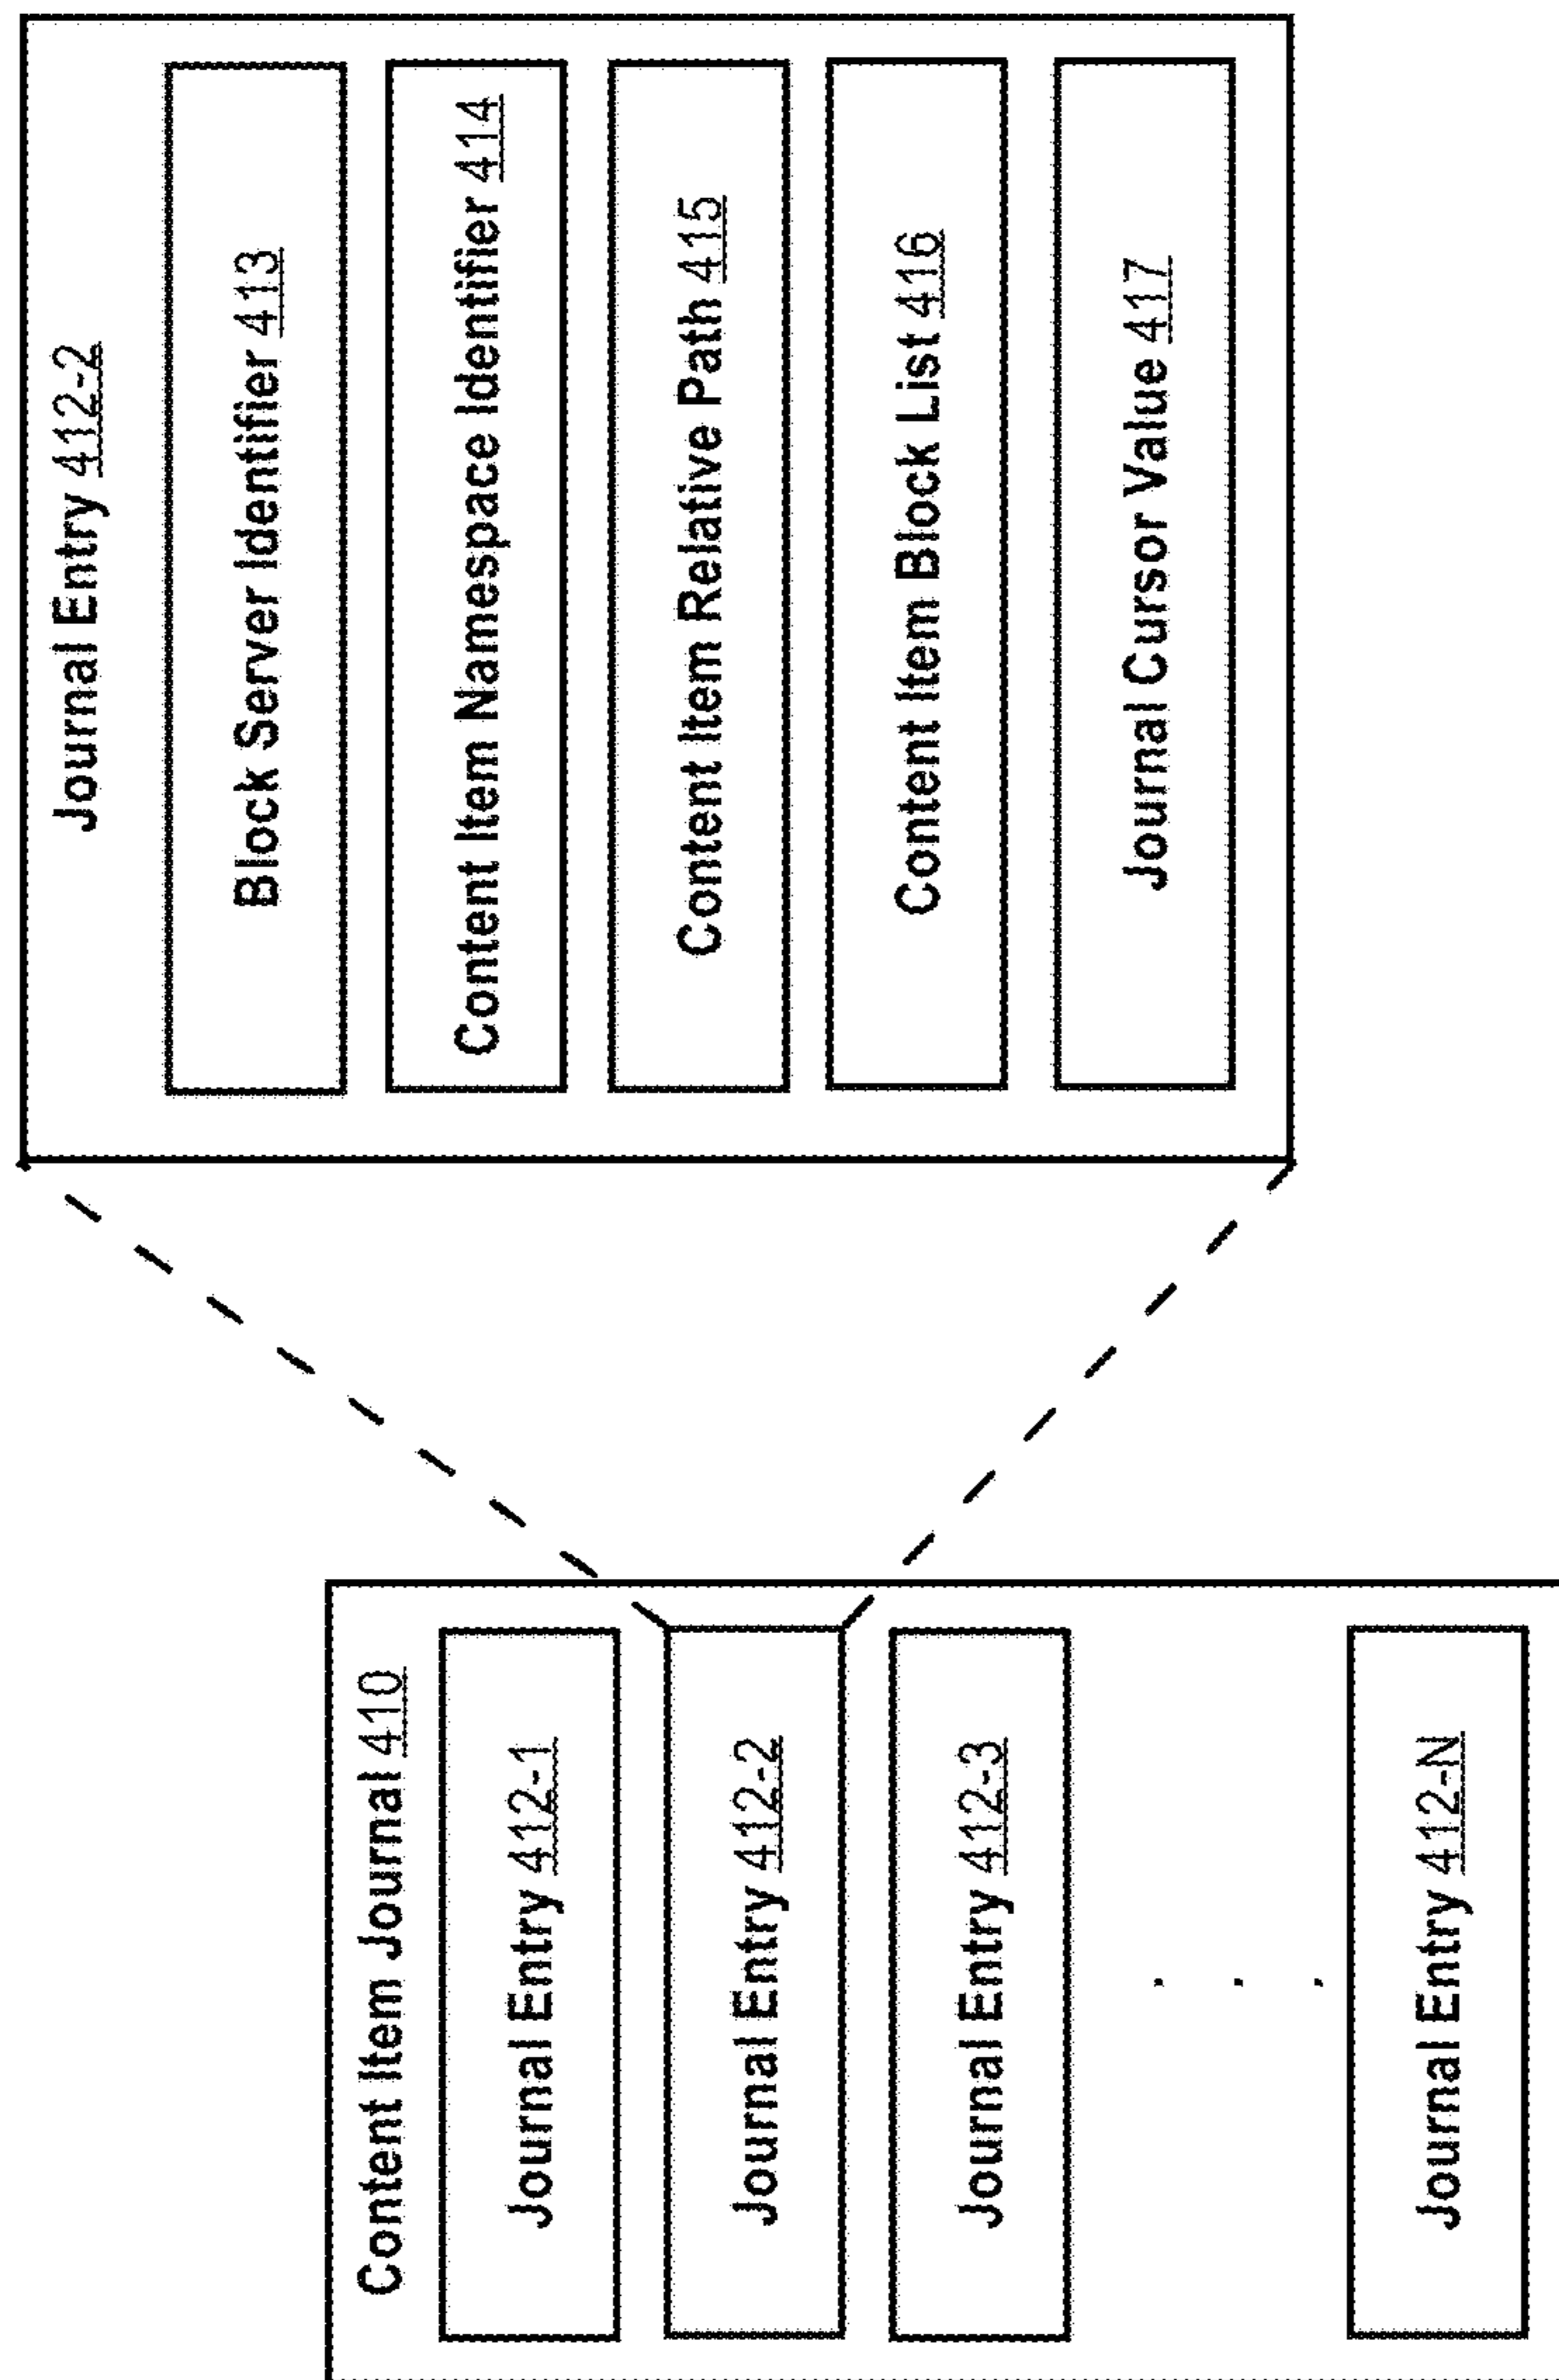 Content Item Journal 410
Journal Entry 412-1
Journal Entry 412-2
Journal Entry 412-3
Journal Entry 412-N
Journal Entry 412-2
Block Server Identifier 413
Content Item Namespace Identifier 414
Content Item Relative Path 415
Content Item Block List 416
Journal Cursor Value 417